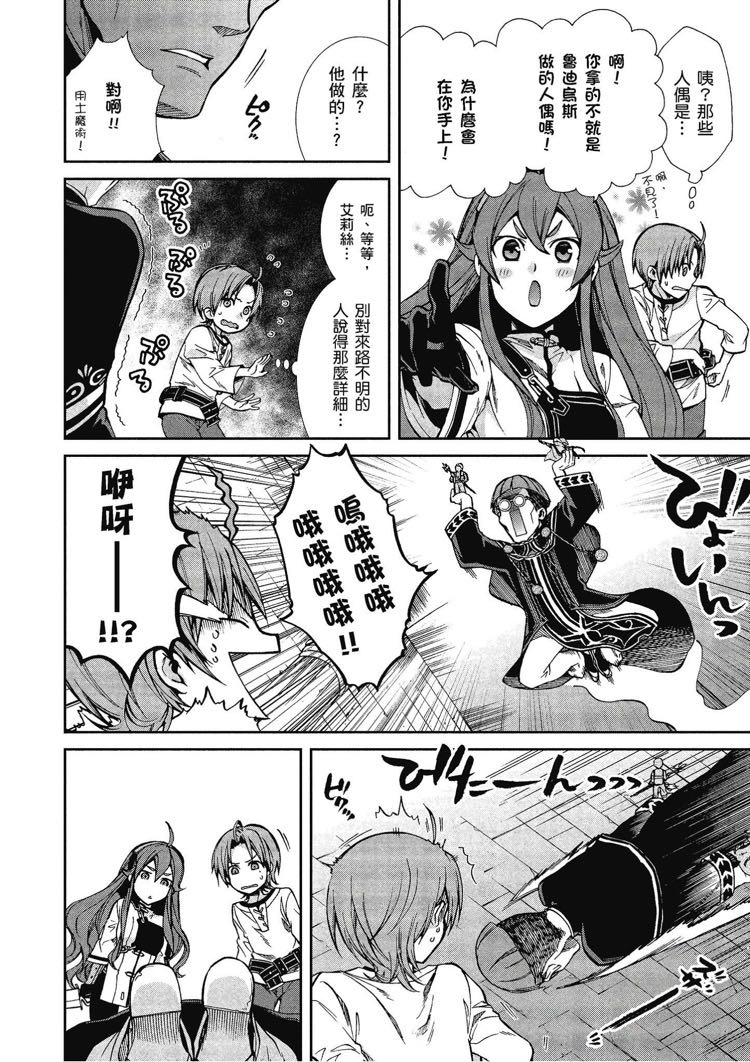 咦？那些
人偶是…
啊、
不見了！
啊！
你拿的不就是
魯迪烏斯
做的人偶嗎！
為什麼會
在你手上！
什麼？
他做的…？
ピク…
對啊!!
用土魔術！
呃、等等，
艾莉絲…
別對來路不明的
人說得那麼詳細…
ぷる
ぷる
ぷる
びょいんっ
嗚哦哦哦
哦哦哦哦!!
咿呀
——
!!?
びたーんっっっ
ビクッ